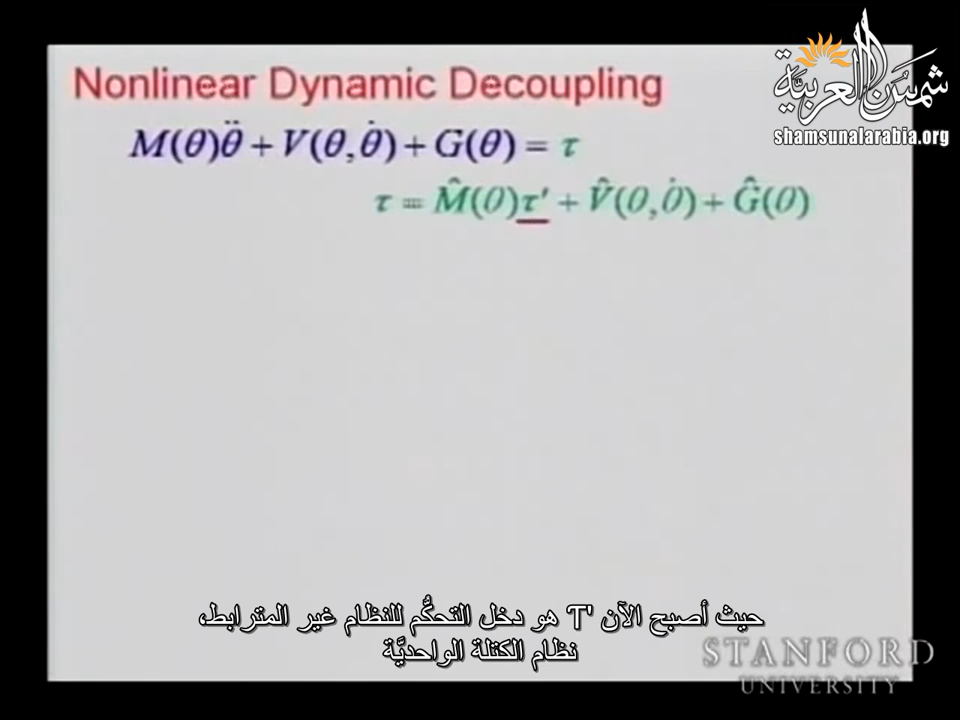 شمس العربية
shamsunalarabia.org
Nonlinear Dynamic Decoupling
M(θ)θ̈ + V(θ, θ̇) + G(θ) = τ
τ = M̂(θ)τ' + V̂(θ, θ̇) + Ĝ(θ)
حيث أصبح الآن 'T هو دخل التحكُّم للنظام غير المترابط،
نظام الكتلة الواحديَّة
STANFORD
UNIVERSITY